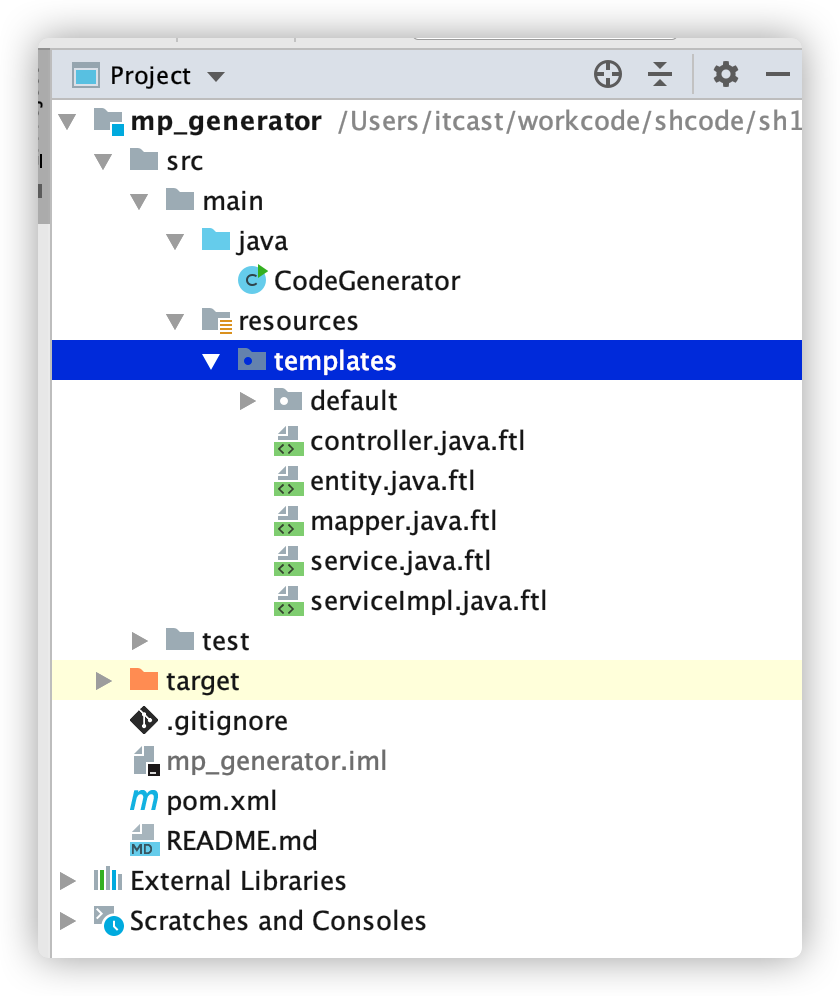 Project
mp_generator /Users/itcast/workcode/shcode/sh1
src
main
java
CodeGenerator
resources
templates
default
controller.java.ftl
entity.java.ftl
mapper.java.ftl
service.java.ftl
serviceImpl.java.ftl
test
target
.gitignore
mp_generator.iml
pom.xml
README.md
External Libraries
Scratches and Consoles